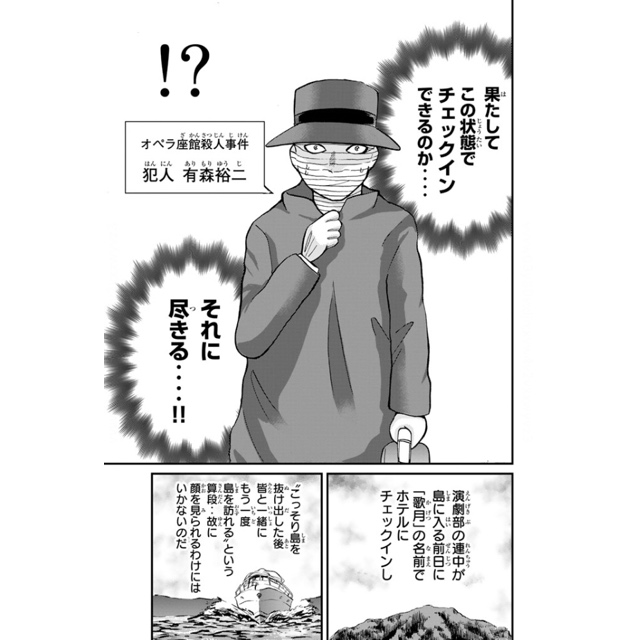 果たして
この状態で
チェックイン
できるのか‥‥
!?
オペラ座館殺人事件
犯人 有森裕二
それに
尽きる‥‥!!
演劇部の連中が
島に入る前日に
「歌月」の名前で
ホテルに
チェックインし
“こっそり島を
抜け出した後
皆と一緒に
もう一度
島を訪れる”という
算段‥故に
顔を見られるわけには
いかないのだ